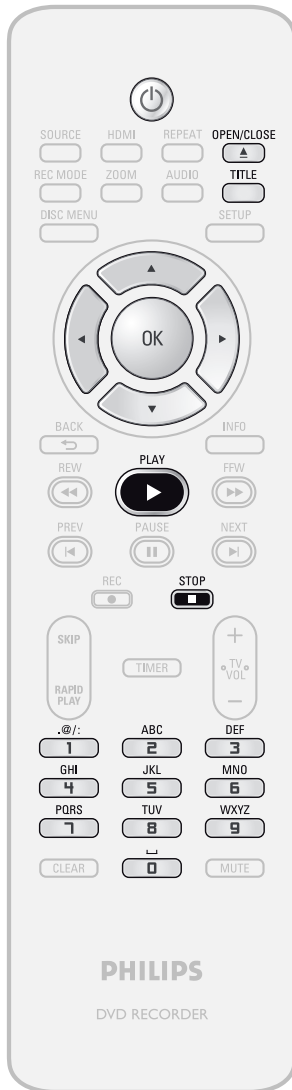 SOURCE HDMI REPEAT OPEN/CLOSE
REC MODE ZOOM AUDIO TITLE
DISC MENU SETUP
OK
BACK INFO
REW PLAY FFW
PREV PAUSE NEXT
REC STOP
SKIP
RAPID
PLAY
TIMER
+
TV
VOL
–
.@/: ABC DEF
1 2 3
GHI JKL MNO
4 5 6
PQRS TUV WXYZ
7 8 9
␣
CLEAR 0 MUTE
PHILIPS
DVD RECORDER